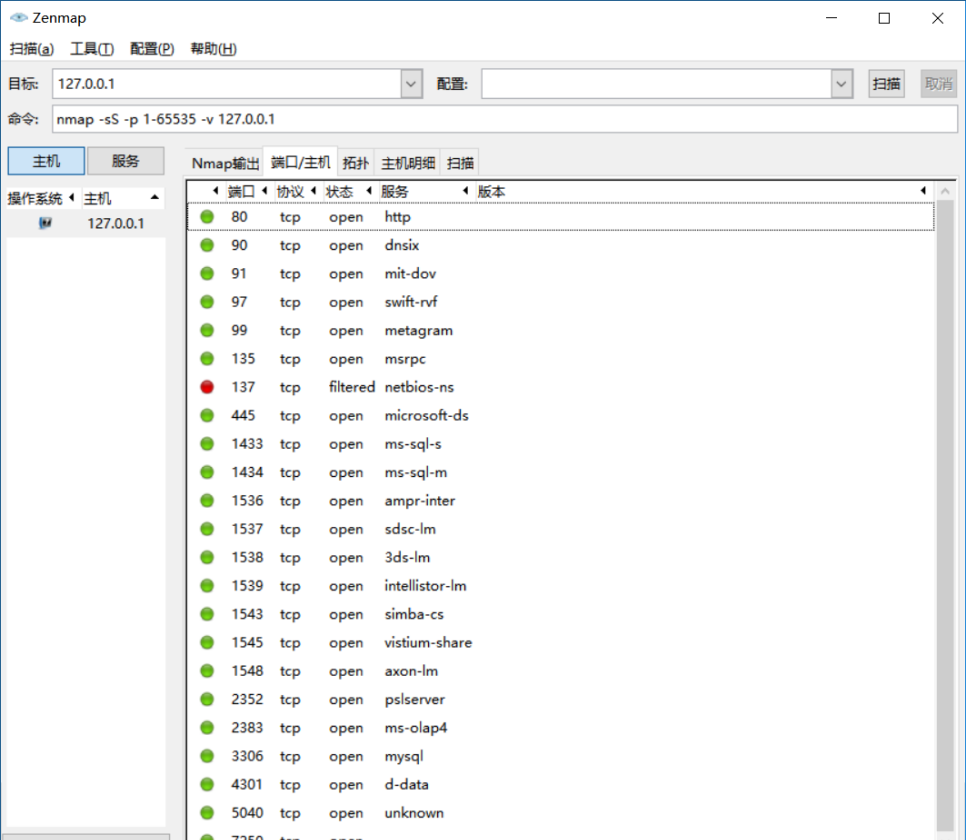 Zenmap
扫描(a) 工具(T) 配置(P) 帮助(H)
目标: 127.0.0.1 配置: 扫描 取消
命令: nmap -sS -p 1-65535 -v 127.0.0.1
主机 服务 Nmap输出 端口/主机 拓扑 主机明细 扫描
操作系统 主机 端口 协议 状态 服务 版本
127.0.0.1
80 tcp open http
90 tcp open dnsix
91 tcp open mit-dov
97 tcp open swift-rvf
99 tcp open metagram
135 tcp open msrpc
137 tcp filtered netbios-ns
445 tcp open microsoft-ds
1433 tcp open ms-sql-s
1434 tcp open ms-sql-m
1536 tcp open ampr-inter
1537 tcp open sdsc-lm
1538 tcp open 3ds-lm
1539 tcp open intellistor-lm
1543 tcp open simba-cs
1545 tcp open vistium-share
1548 tcp open axon-lm
2352 tcp open pslserver
2383 tcp open ms-olap4
3306 tcp open mysql
4301 tcp open d-data
5040 tcp open unknown